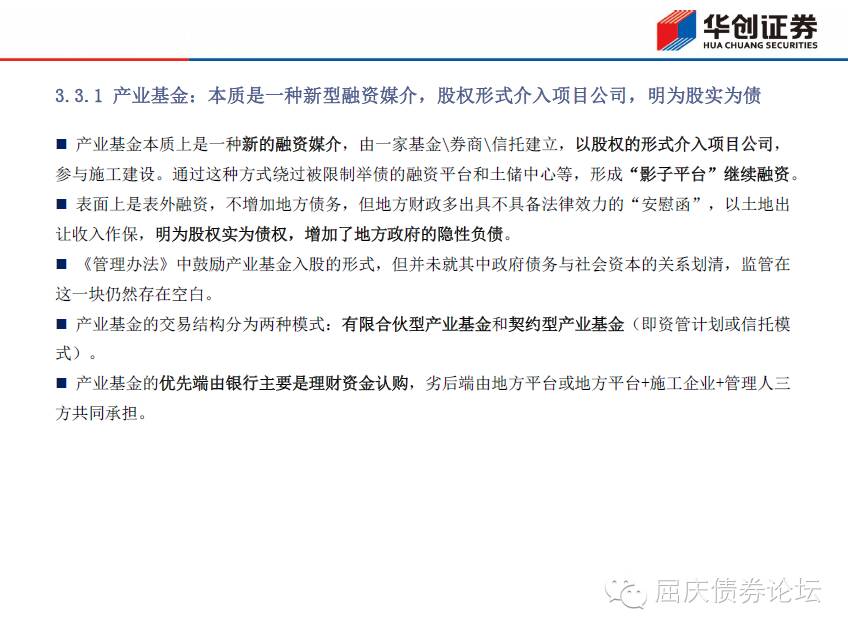 华创证券
HUA CHUANG SECURITIES
3.3.1 产业基金：本质是一种新型融资媒介，股权形式介入项目公司，明为股实为债
■ 产业基金本质上是一种新的融资媒介，由一家基金\券商\信托建立，以股权的形式介入项目公司，
参与施工建设。通过这种方式绕过被限制举债的融资平台和土储中心等，形成“影子平台”继续融资。
■ 表面上是表外融资，不增加地方债务，但地方财政多出具不具备法律效力的“安慰函”，以土地出
让收入作保，明为股权实为债权，增加了地方政府的隐性负债。
■ 《管理办法》中鼓励产业基金入股的形式，但并未就其中政府债务与社会资本的关系划清，监管在
这一块仍然存在空白。
■ 产业基金的交易结构分为两种模式：有限合伙型产业基金和契约型产业基金（即资管计划或信托模
式）。
■ 产业基金的优先端由银行主要是理财资金认购，劣后端由地方平台或地方平台+施工企业+管理人三
方共同承担。
屈庆债券论坛